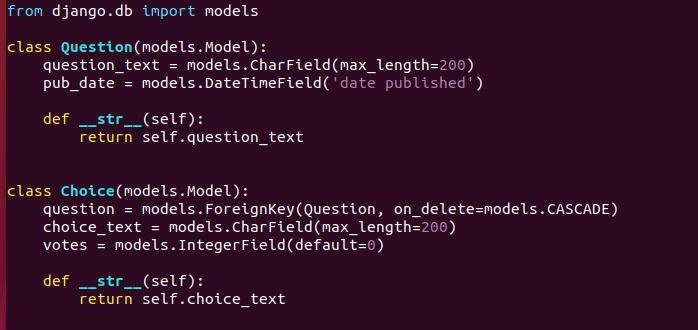 from django.db import models

class Question(models.Model):
    question_text = models.CharField(max_length=200)
    pub_date = models.DateTimeField('date published')

    def __str__(self):
        return self.question_text


class Choice(models.Model):
    question = models.ForeignKey(Question, on_delete=models.CASCADE)
    choice_text = models.CharField(max_length=200)
    votes = models.IntegerField(default=0)

    def __str__(self):
        return self.choice_text